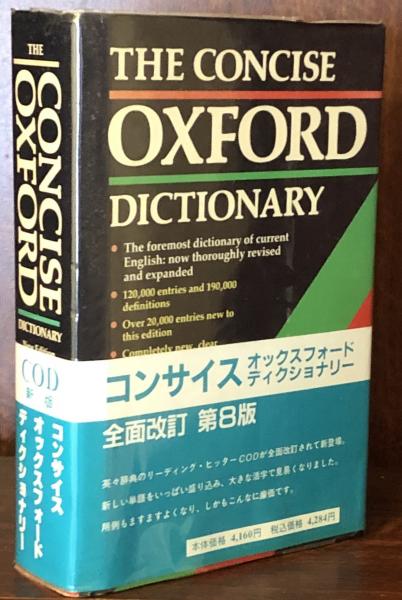 THE
CONCISE
OXFORD
DICTIONARY
New Edition
COD
新版
コンサイス
オックスフォード
ディクショナリー
THE CONCISE
OXFORD
DICTIONARY
• The foremost dictionary of current
English: now thoroughly revised
and expanded
• 120,000 entries and 190,000
definitions
• Over 20,000 entries new to
this edition
• Completely new, clear
コンサイス オックスフォード
ディクショナリー
全面改訂 第8版
英々辞典のリーディング・ヒッターCODが全面改訂されて新登場。
新しい単語をいっぱい盛り込み、大きな活字で見易くなりました。
用例もますますよくなり、しかもこんなに廉価です。
本体価格 4,160円 税込価格 4,284円